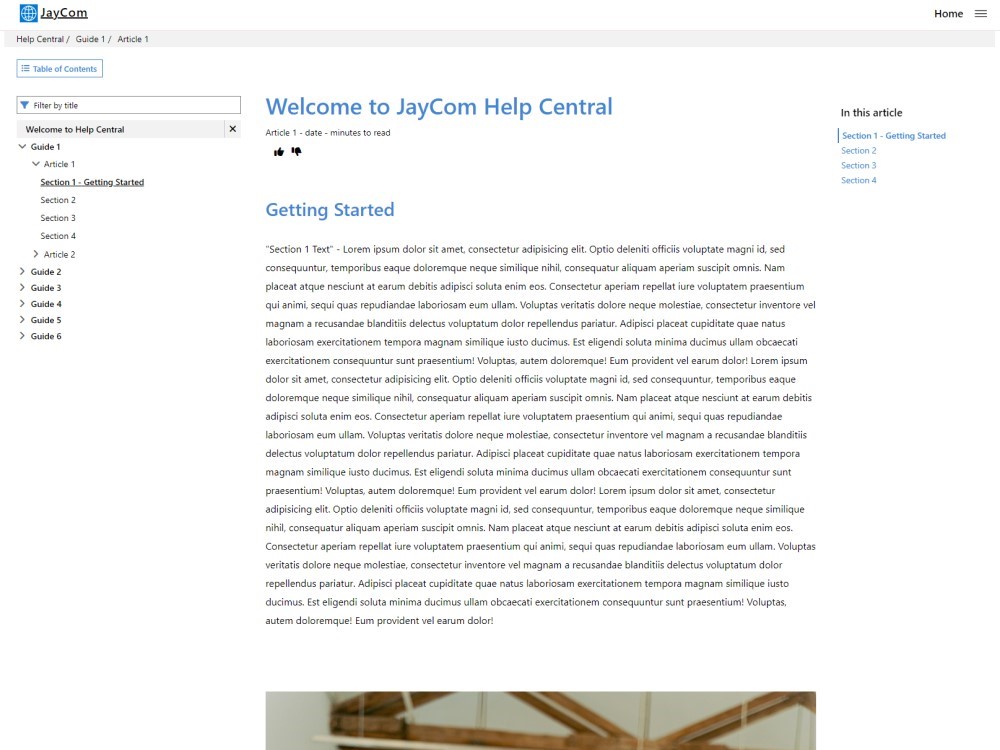 JayCom
Home
Help Central / Guide 1 / Article 1
Table of Contents
Filter by title
Welcome to Help Central
Guide 1
Article 1
Section 1 - Getting Started
Section 2
Section 3
Section 4
Article 2
Guide 2
Guide 3
Guide 4
Guide 5
Guide 6
Welcome to JayCom Help Central
Article 1 - date - minutes to read
Getting Started
"Section 1 Text" - Lorem ipsum dolor sit amet, consectetur adipisicing elit. Optio deleniti officiis voluptate magni id, sed
consequuntur, temporibus eaque doloremque neque similique nihil, consequatur aliquam aperiam suscipit omnis. Nam
placeat atque nesciunt at earum debitis adipisci soluta enim eos. Consectetur aperiam repellat iure voluptatem praesentium
qui animi, sequi quas repudiandae laboriosam eum ullam. Voluptas veritatis dolore neque molestiae, consectetur inventore vel
magnam a recusandae blanditiis delectus voluptatum dolor repellendus pariatur. Adipisci placeat cupiditate quae natus
laboriosam exercitationem tempora magnam similique iusto ducimus. Est eligendi soluta minima ducimus ullam obcaecati
exercitationem consequuntur sunt praesentium! Voluptas, autem doloremque! Eum provident vel earum dolor! Lorem ipsum
dolor sit amet, consectetur adipisicing elit. Optio deleniti officiis voluptate magni id, sed consequuntur, temporibus eaque
doloremque neque similique nihil, consequatur aliquam aperiam suscipit omnis. Nam placeat atque nesciunt at earum debitis
adipisci soluta enim eos. Consectetur aperiam repellat iure voluptatem praesentium qui animi, sequi quas repudiandae
laboriosam eum ullam. Voluptas veritatis dolore neque molestiae, consectetur inventore vel magnam a recusandae blanditiis
delectus voluptatum dolor repellendus pariatur. Adipisci placeat cupiditate quae natus laboriosam exercitationem tempora
magnam similique iusto ducimus. Est eligendi soluta minima ducimus ullam obcaecati exercitationem consequuntur sunt
praesentium! Voluptas, autem doloremque! Eum provident vel earum dolor! Lorem ipsum dolor sit amet, consectetur
adipisicing elit. Optio deleniti officiis voluptate magni id, sed consequuntur, temporibus eaque doloremque neque similique
nihil, consequatur aliquam aperiam suscipit omnis. Nam placeat atque nesciunt at earum debitis adipisci soluta enim eos.
Consectetur aperiam repellat iure voluptatem praesentium qui animi, sequi quas repudiandae laboriosam eum ullam. Voluptas
veritatis dolore neque molestiae, consectetur inventore vel magnam a recusandae blanditiis delectus voluptatum dolor
repellendus pariatur. Adipisci placeat cupiditate quae natus laboriosam exercitationem tempora magnam similique iusto
ducimus. Est eligendi soluta minima ducimus ullam obcaecati exercitationem consequuntur sunt praesentium! Voluptas,
autem doloremque! Eum provident vel earum dolor!
In this article
Section 1 - Getting Started
Section 2
Section 3
Section 4